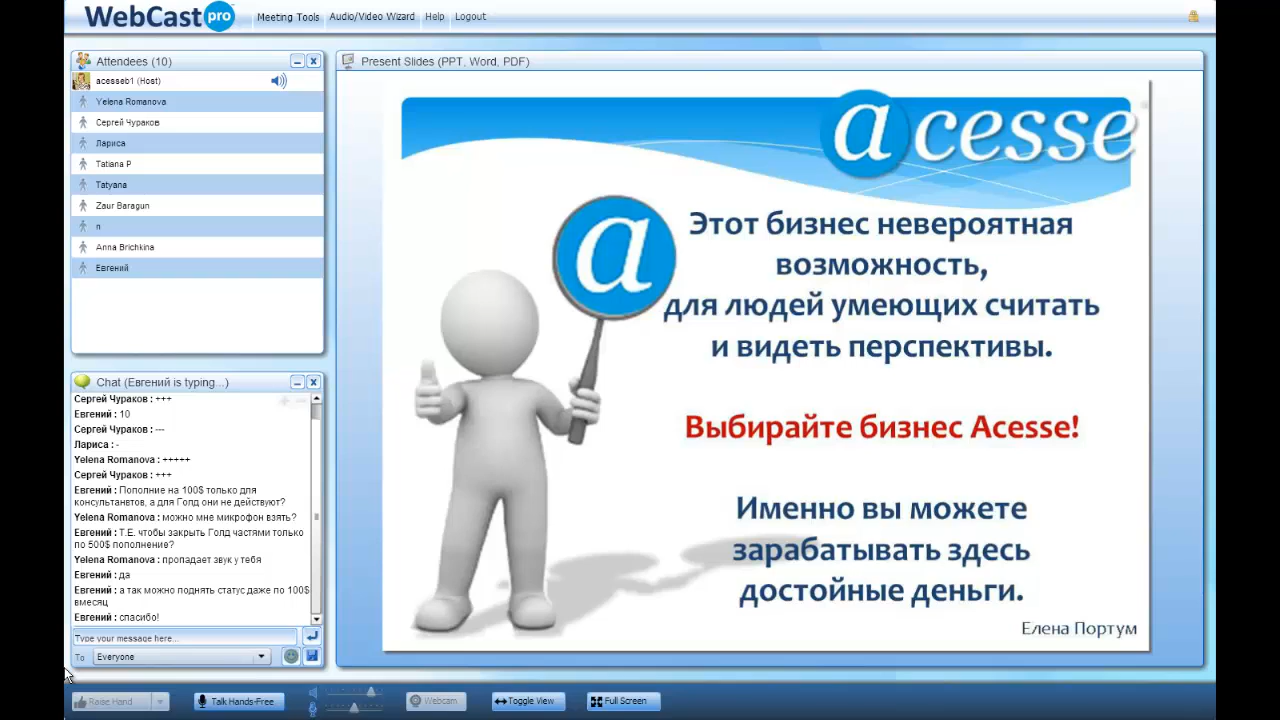 WebCast pro
Meeting Tools Audio/Video Wizard Help Logout
Attendees (10)
acesseb1 (Host)
Yelena Romanova
Сергей Чураков
Лариса
Tatiana P
Tatyana
Zaur Baragun
n
Anna Brichkina
Евгений
Chat (Евгений is typing...)
Сергей Чураков : +++
Евгений : 10
Сергей Чураков : ---
Лариса : -
Yelena Romanova : +++++
Сергей Чураков : +++
Евгений : Пополние на 100$ только для
консультанвтов, а для Голд они не действуют?
Yelena Romanova : можно мне микрофон взять?
Евгений : Т.Е. чтобы закрыть Голд частями только
по 500$ пополнение?
Yelena Romanova : пропадает звук у тебя
Евгений : да
Евгений : а так можно поднять статус даже по 100$
вмесяц
Евгений : спасибо!
Type your message here...
To Everyone
Present Slides (PPT, Word, PDF)
acesse
a
Этот бизнес невероятная
возможность,
для людей умеющих считать
и видеть перспективы.
Выбирайте бизнес Acesse!
Именно вы можете
зарабатывать здесь
достойные деньги.
Елена Портум
Raise Hand Talk Hands-Free Webcam Toggle View Full Screen